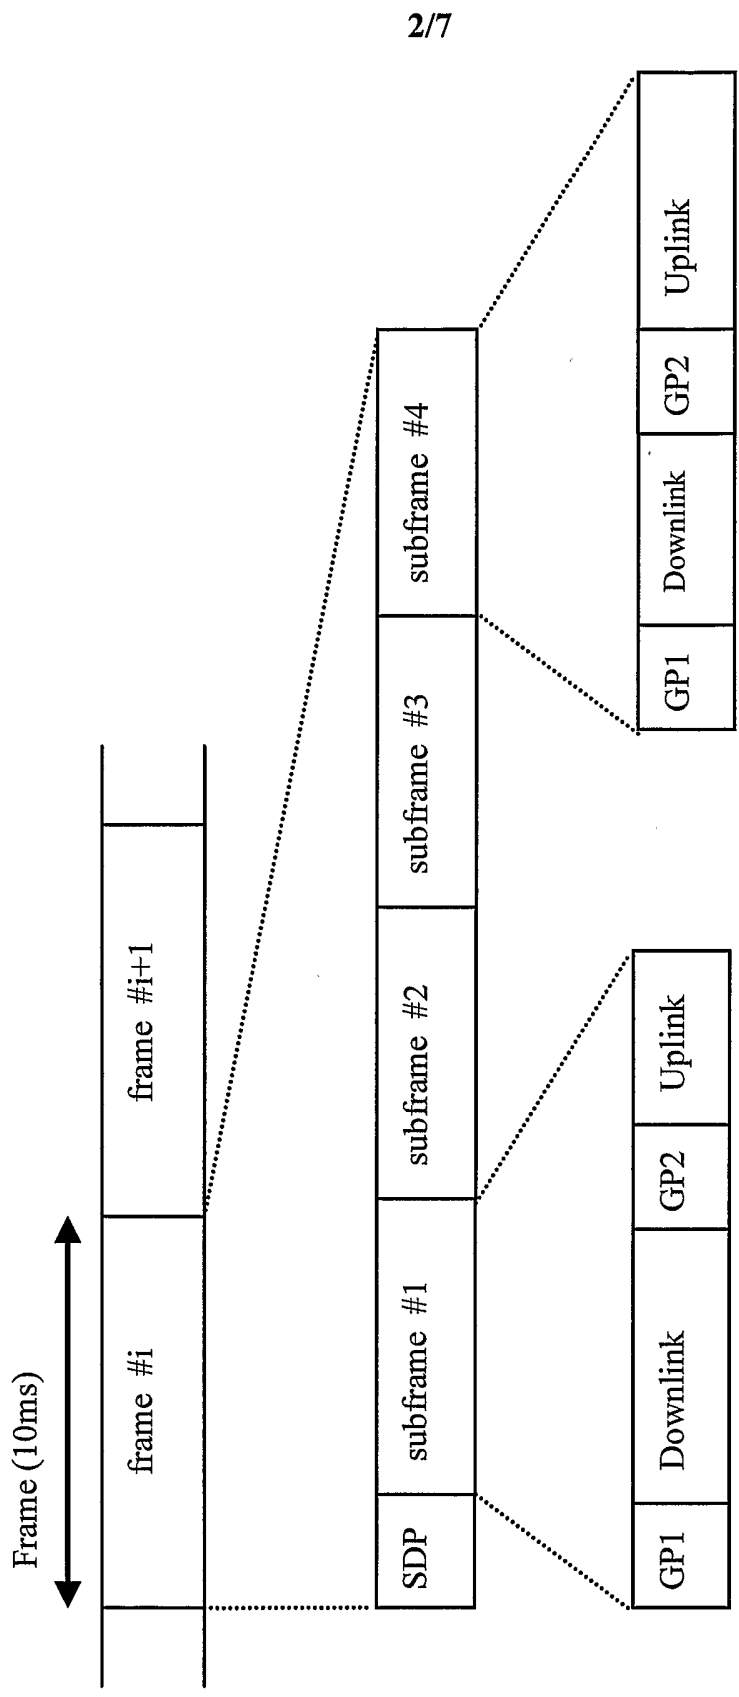 2/7
Frame (10ms)
frame #i
frame #i+1
SDP
subframe #1
subframe #2
subframe #3
subframe #4
GP1
Downlink
GP2
Uplink
GP1
Downlink
GP2
Uplink